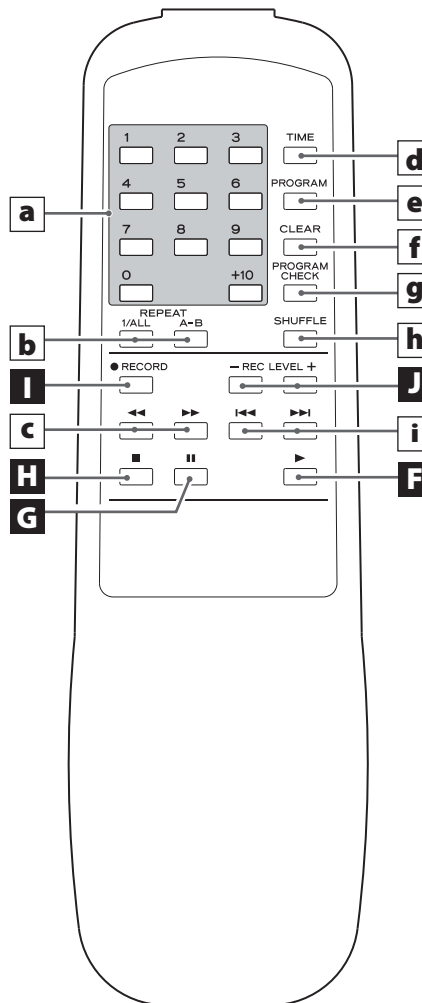 1 2 3 TIME
d
4 5 6 PROGRAM
a
e
7 8 9 CLEAR
f
0 +10 PROGRAM
CHECK
g
REPEAT
1/ALL A-B SHUFFLE
b
h
● RECORD − REC LEVEL +
I
J
◀◀ ▶▶ I◀◀ ▶▶I
c
i
■ II ▶
H
F
G